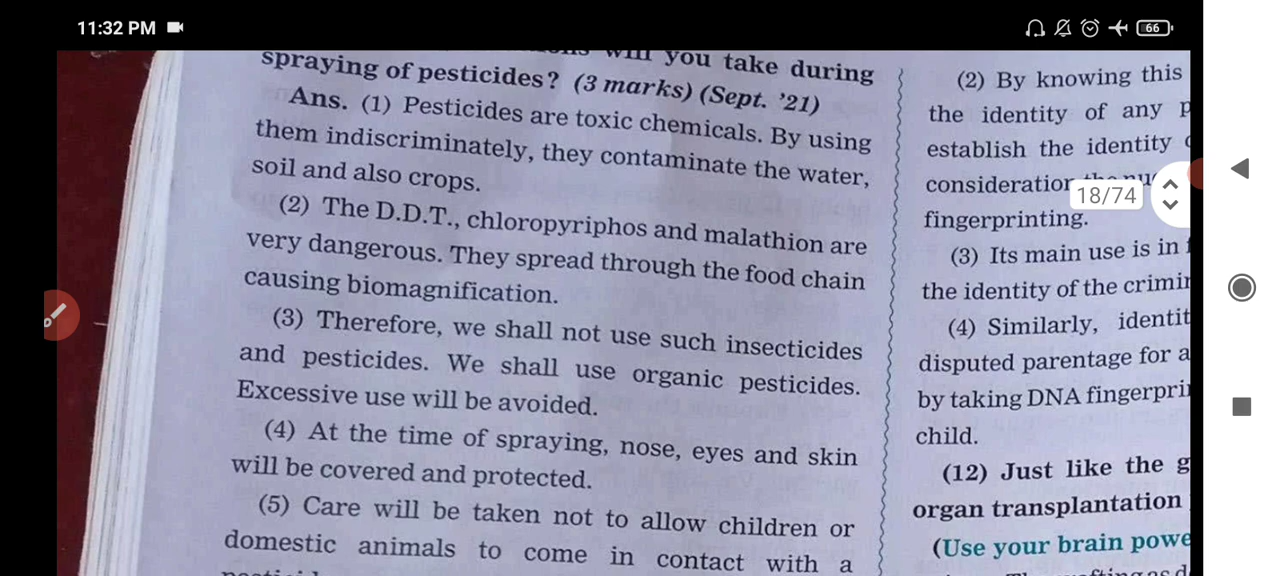 11:32 PM
66
will you take during
spraying of pesticides? (3 marks) (Sept. '21)
Ans. (1) Pesticides are toxic chemicals. By using
them indiscriminately, they contaminate the water,
soil and also crops.
(2) The D.D.T., chloropyriphos and malathion are
very dangerous. They spread through the food chain
causing biomagnification.
(3) Therefore, we shall not use such insecticides
and pesticides. We shall use organic pesticides.
Excessive use will be avoided.
(4) At the time of spraying, nose, eyes and skin
will be covered and protected.
(5) Care will be taken not to allow children or
domestic animals to come in contact with a
(2) By knowing this
the identity of any p
establish the identity
consideration
fingerprinting.
(3) Its main use is in
the identity of the crimin
(4) Similarly, identit
disputed parentage for a
by taking DNA fingerpri
child.
(12) Just like the g
organ transplantation
(Use your brain powe
18/74